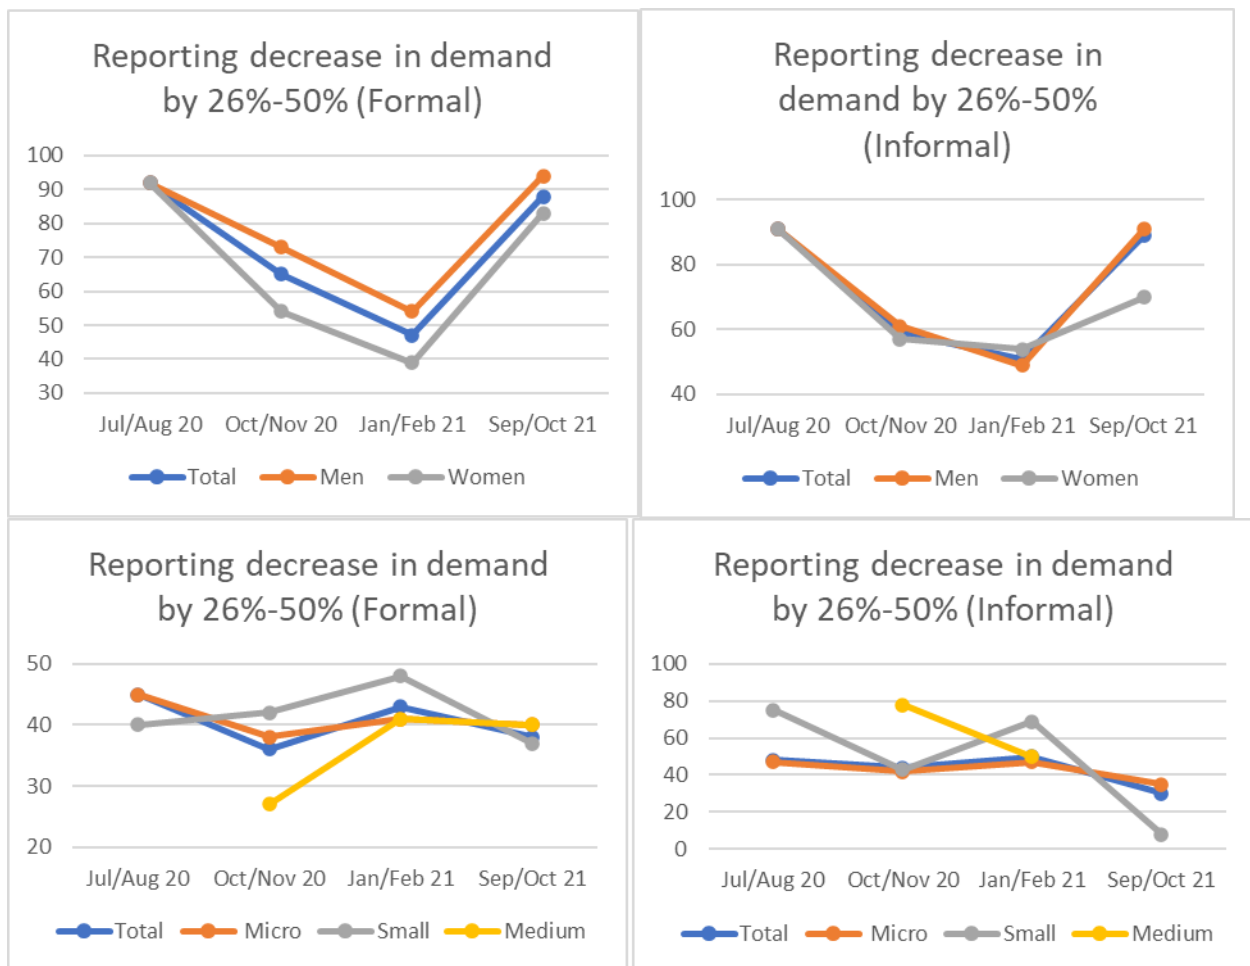 Reporting decrease in demand
by 26%-50% (Formal)
100
90
80
70
60
50
40
30
Jul/Aug 20 Oct/Nov 20 Jan/Feb 21 Sep/Oct 21
Total Men Women
Reporting decrease in
demand by 26%-50%
(Informal)
100
80
60
40
Jul/Aug 20 Oct/Nov 20 Jan/Feb 21 Sep/Oct 21
Total Men Women
Reporting decrease in demand
by 26%-50% (Formal)
50
40
30
20
Jul/Aug 20 Oct/Nov 20 Jan/Feb 21 Sep/Oct 21
Total Micro Small Medium
Reporting decrease in demand
by 26%-50% (Informal)
100
80
60
40
20
0
Jul/Aug 20 Oct/Nov 20 Jan/Feb 21 Sep/Oct 21
Total Micro Small Medium